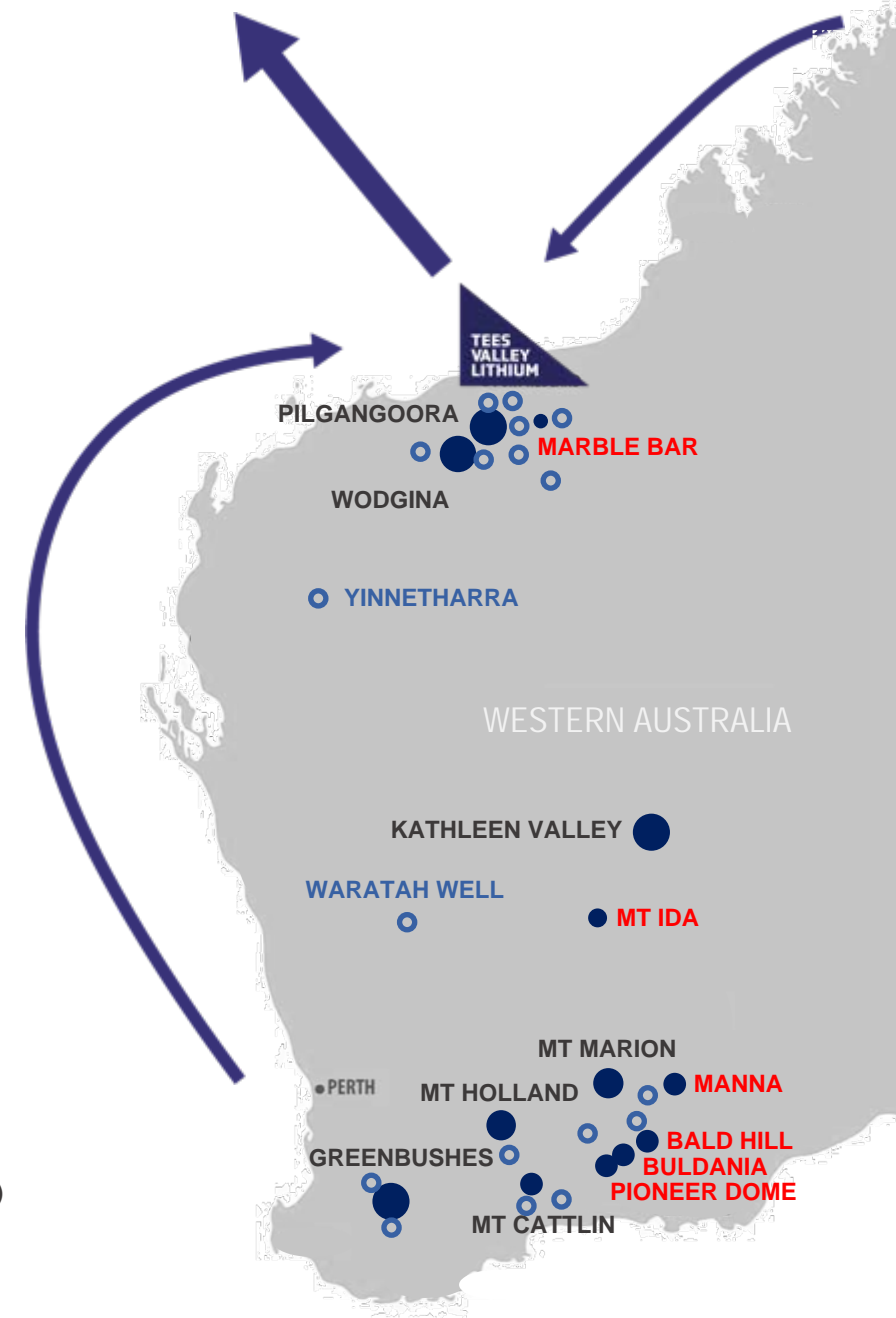 TEES
VALLEY
LITHIUM
PILGANGOORA
MARBLE BAR
WODGINA
YINNETHARRA
WESTERN AUSTRALIA
KATHLEEN VALLEY
WARATAH WELL
MT IDA
MT MARION
MANNA
PERTH
MT HOLLAND
BALD HILL
GREENBUSHES
BULDANIA
PIONEER DOME
MT CATTLIN
)